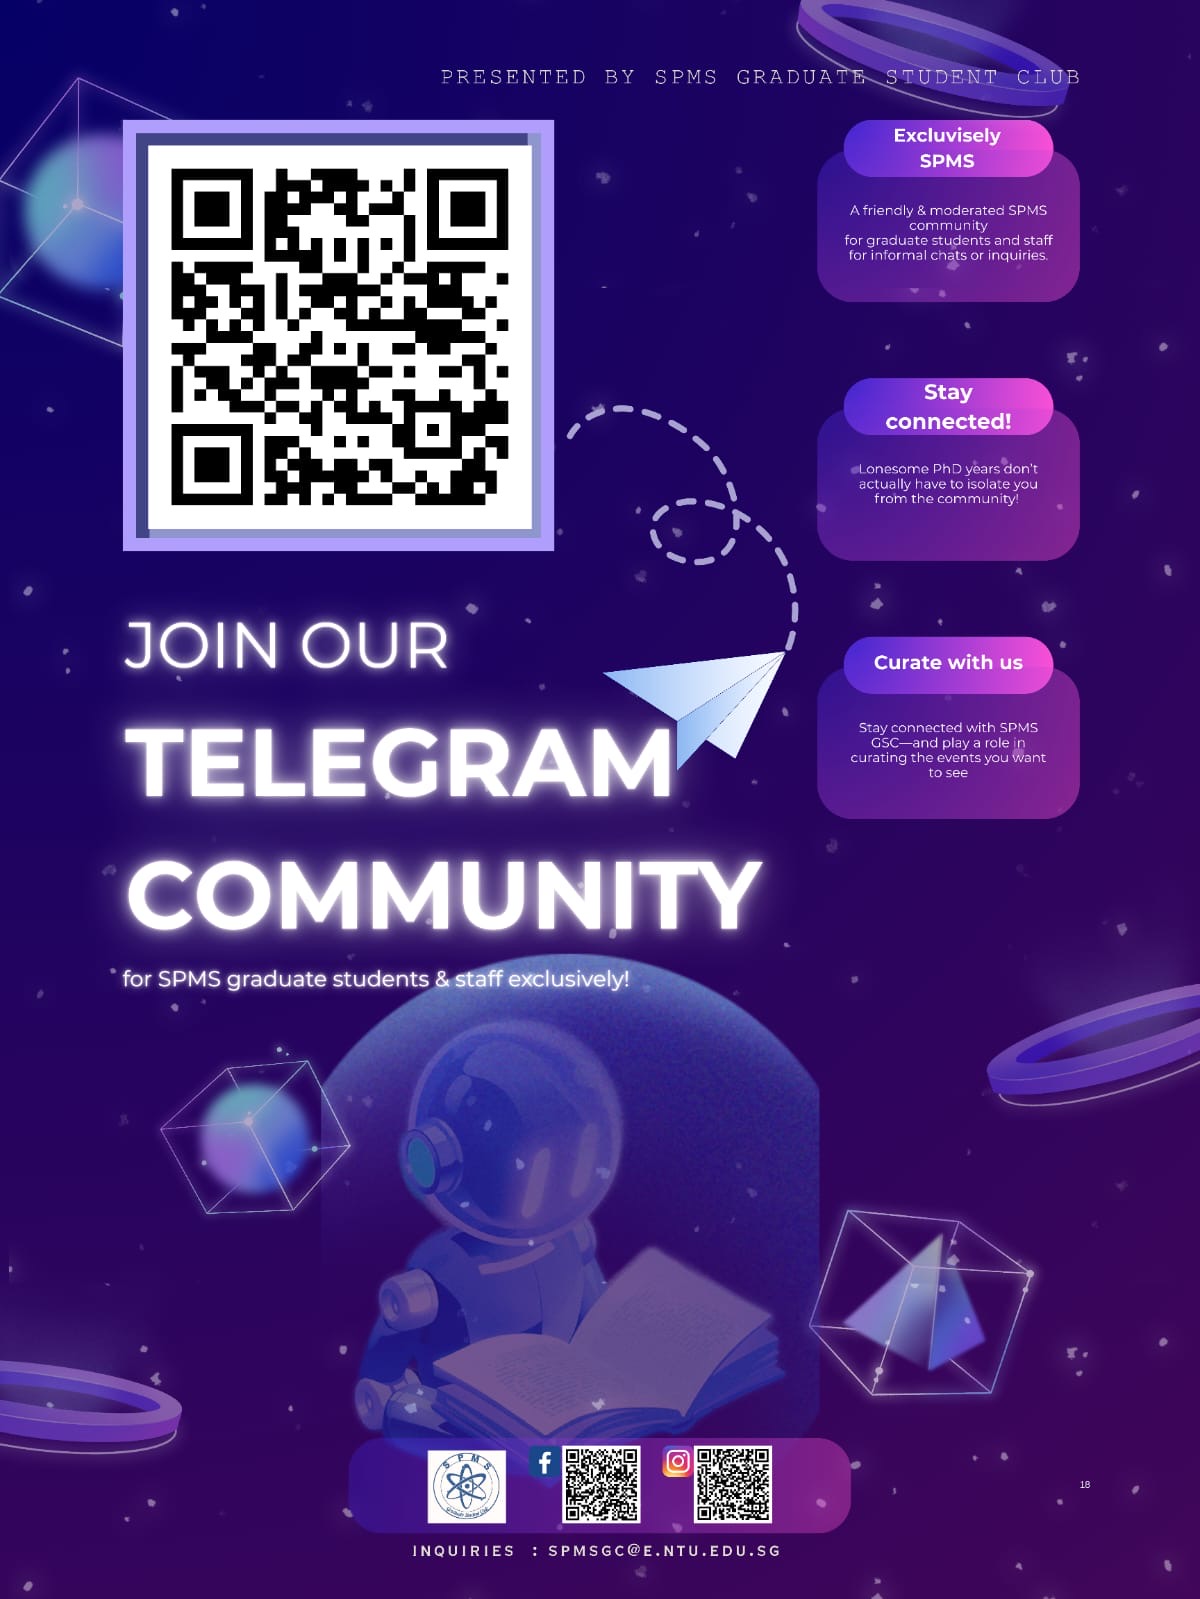 PRESENTED BY SPMS GRADUATE STUDENT CLUB
Excluvisely
SPMS
A friendly & moderated SPMS
community
for graduate students and staff
for informal chats or inquiries.
Stay
connected!
Lonesome PhD years don't
actually have to isolate you
from the community!
Curate with us
Stay connected with SPMS
GSC—and play a role in
curating the events you want
to see
JOIN OUR
TELEGRAM
COMMUNITY
for SPMS graduate students & staff exclusively!
SPMS
18
INQUIRIES : SPMSGC@E.NTU.EDU.SG